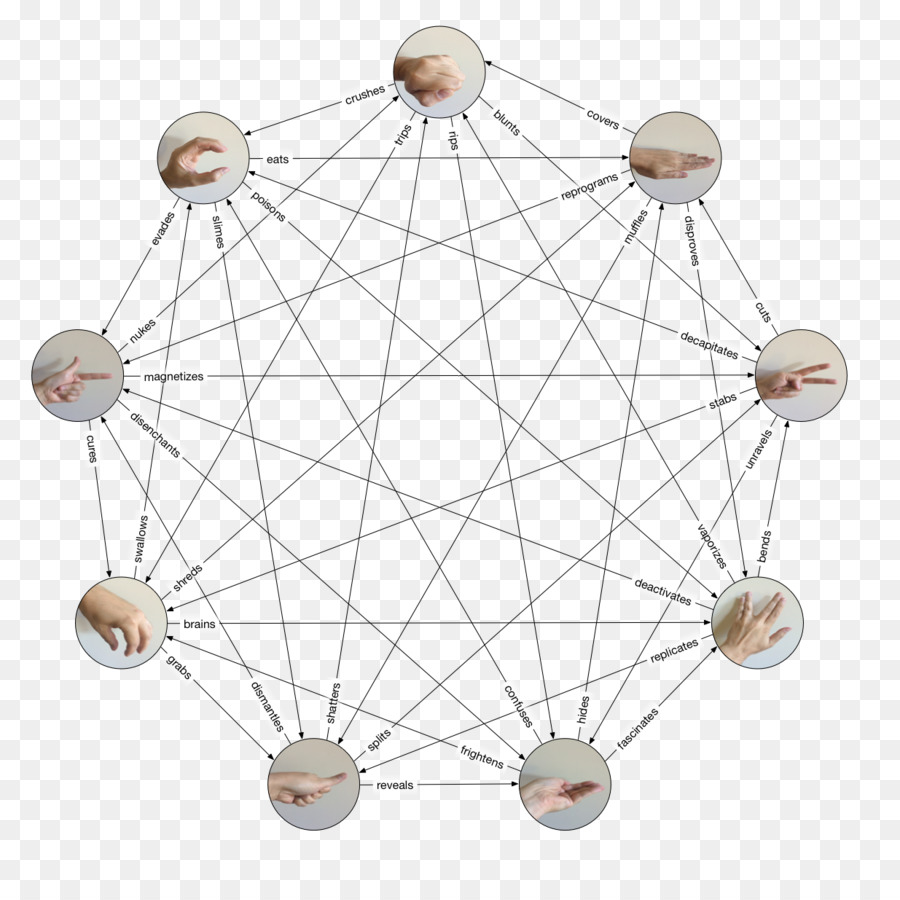 crushes
covers
blunts
trips
rips
eats
reprograms
poisons
muffles
disproves
evades
slimes
cuts
nukes
decapitates
magnetizes
stabs
disenchants
cures
unravels
swallows
vaporizes
bends
shreds
deactivates
brains
replicates
grabs
dismantles
shatters
confuses
hides
fascinates
splits
frightens
reveals